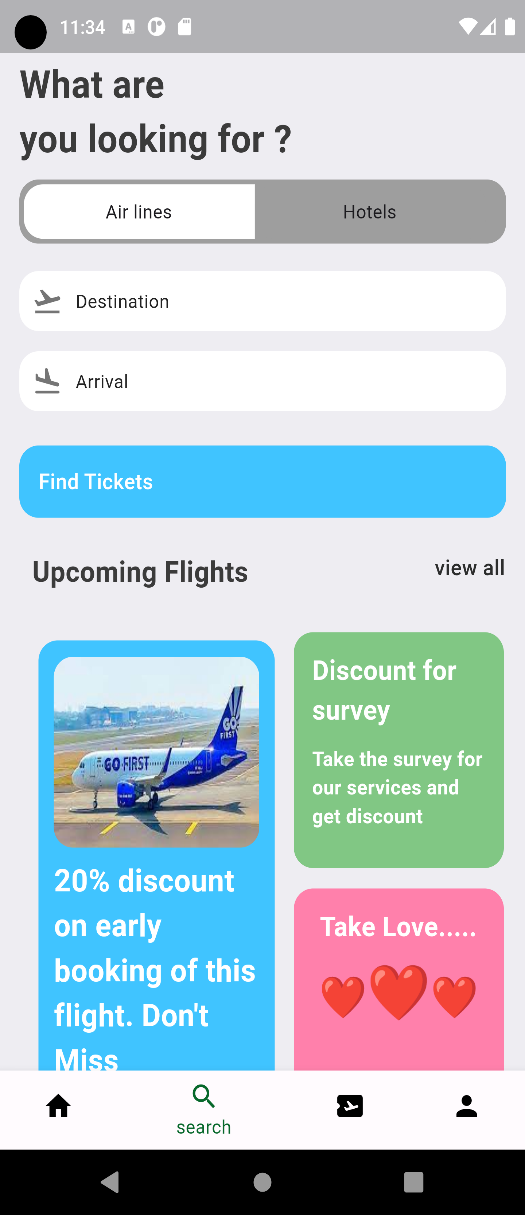 11:34
What are
you looking for ?
Air lines
Hotels
Destination
Arrival
Find Tickets
Upcoming Flights
view all
GO FIRST
GO
FIRST
20% discount
on early
booking of this
flight. Don't
Miss
Discount for
survey
Take the survey for
our services and
get discount
Take Love.....
search